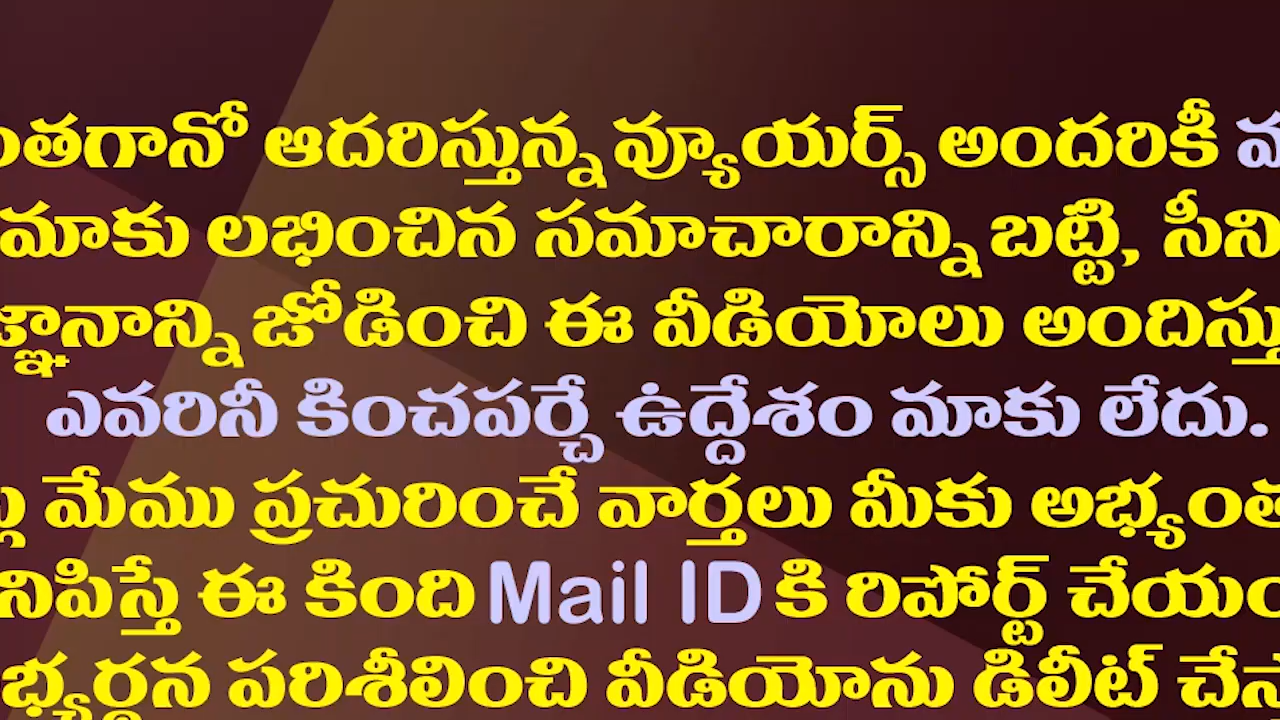 ఆదరిస్తున్న వ్యూయర్స్ అందరికీ
మాకు లభించిన సమాచారాన్ని బట్టి,
జ్ఞానాన్ని జోడించి ఈ వీడియోలు
ఎవరినీ కించపర్చే ఉద్దేశం మాకు లేదు.
మేము ప్రచురించే వార్తలు మీకు
ఈ కింది Mail ID కి రిపోర్ట్
పరిశీలించి వీడియోను డిలీట్